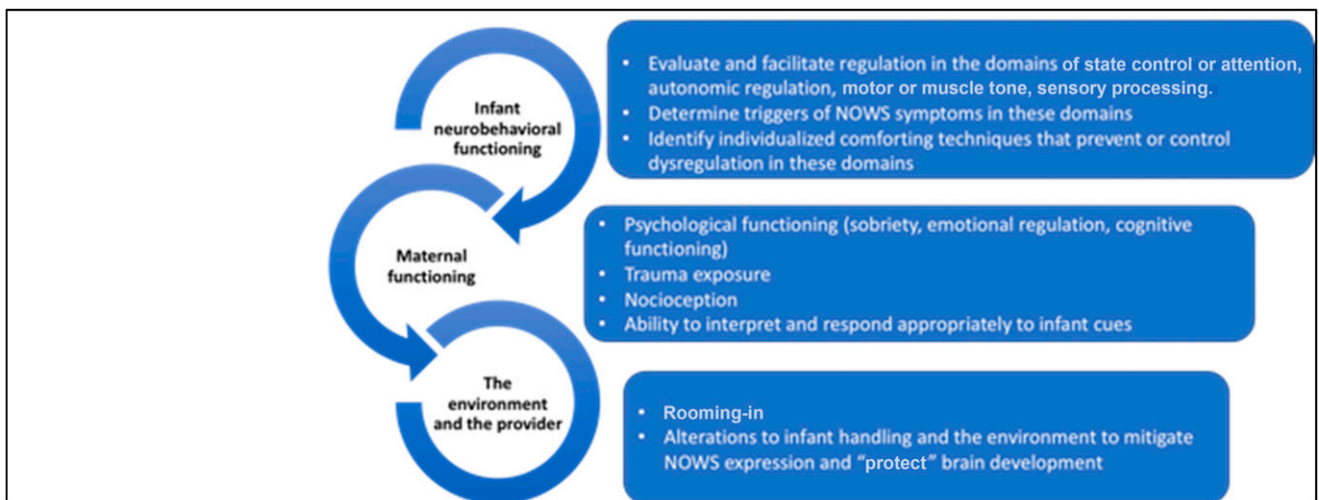 Infant
neurobehavioral
functioning
• Evaluate and facilitate regulation in the domains of state control or attention,
autonomic regulation, motor or muscle tone, sensory processing.
• Determine triggers of NOWS symptoms in these domains
• Identify individualized comforting techniques that prevent or control
dysregulation in these domains
Maternal
functioning
• Psychological functioning (sobriety, emotional regulation, cognitive
functioning)
• Trauma exposure
• Nocioception
• Ability to interpret and respond appropriately to infant cues
The
environment
and the provider
• Rooming-in
• Alterations to infant handling and the environment to mitigate
NOWS expression and “protect” brain development